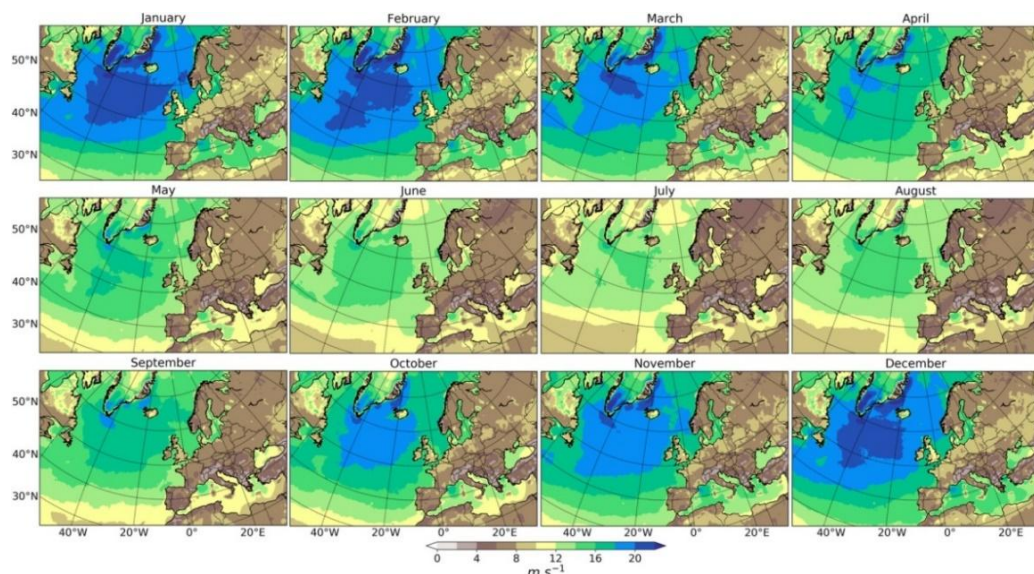 January February March April
50°N
40°N
30°N
May June July August
50°N
40°N
30°N
September October November December
50°N
40°N
30°N
40°W 20°W 0° 20°E 40°W 20°W 0° 20°E 40°W 20°W 0° 20°E 40°W 20°W 0° 20°E
0 4 8 12 16 20
m s⁻¹